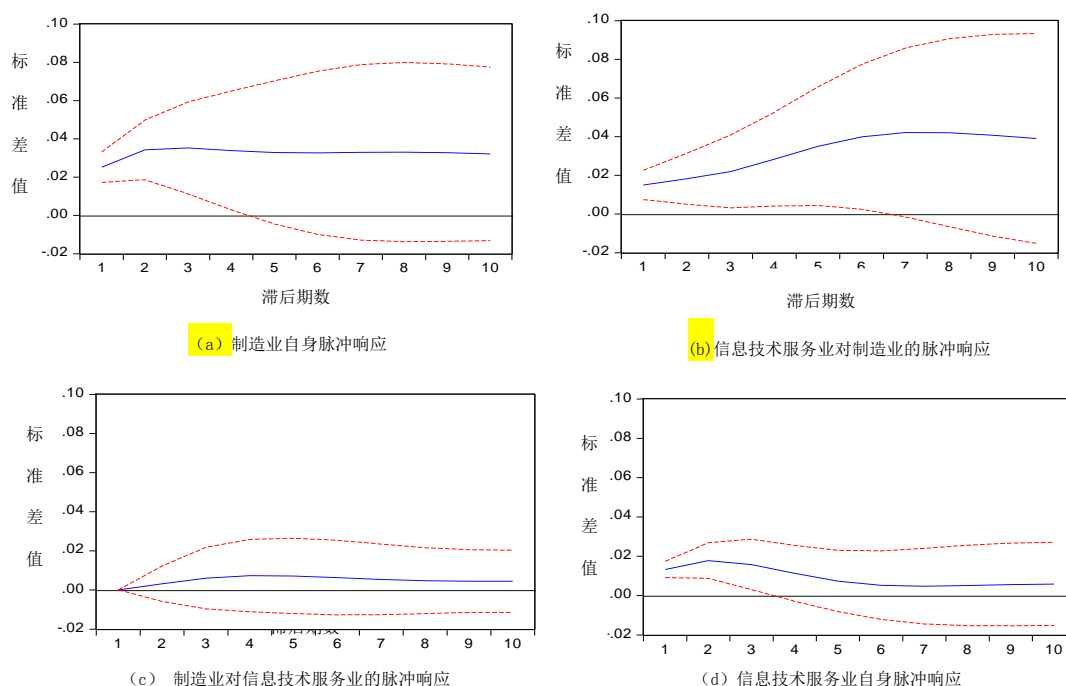 .10
.08
.06
.04
.02
.00
-.02
标
准
差
值
1 2 3 4 5 6 7 8 9 10
滞后期数
(a)制造业自身脉冲响应
.10
.08
.06
.04
.02
.00
-.02
标
准
差
值
1 2 3 4 5 6 7 8 9 10
滞后期数
(b)信息技术服务业对制造业的脉冲响应
.10
.08
.06
.04
.02
.00
-.02
标
准
差
值
1 2 3 4 5 6 7 8 9 10
滞后期数
(c) 制造业对信息技术服务业的脉冲响应
.10
.08
.06
.04
.02
.00
-.02
标
准
差
值
1 2 3 4 5 6 7 8 9 10
(d)信息技术服务业自身脉冲响应